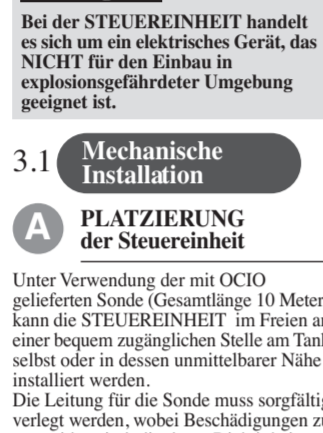 Bei der STEUEREINHEIT handelt
es sich um ein elektrisches Gerät, das
NICHT für den Einbau in
explosionsgefährdeter Umgebung
geeignet ist.
3.1 Mechanische
Installation
A PLATZIERUNG
der Steuereinheit
Unter Verwendung der mit OCIO
gelieferten Sonde (Gesamtlänge 10 Meter
kann die STEUEREINHEIT im Freien an
einer bequem zugänglichen Stelle am Tank
selbst oder in dessen unmittelbarer Nähe
installiert werden.
Die Leitung für die Sonde muss sorgfältig
verlegt werden, wobei Beschädigungen